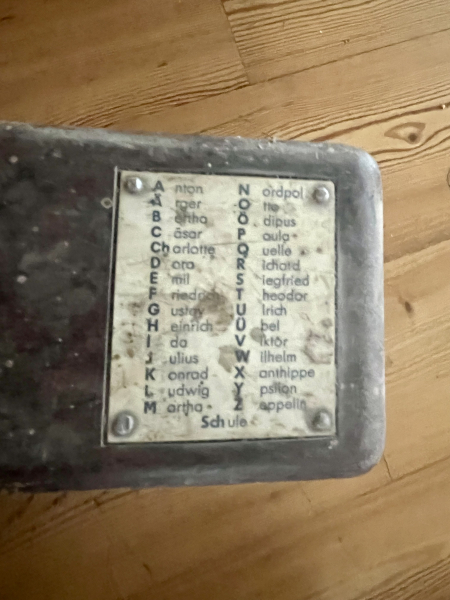 Anton
Ärger
Bertha
Cäsar
Charlotte
Dora
Emil
Friedrich
Gustav
Heinrich
Ida
Julius
Konrad
Ludwig
Martha
Nordpol
Otto
Ödipus
Paula
Quelle
Richard
Siegfried
Theodor
Ulrich
Übel
Viktor
Wilhelm
Xanthippe
Ypsilon
Zeppelin
Schule